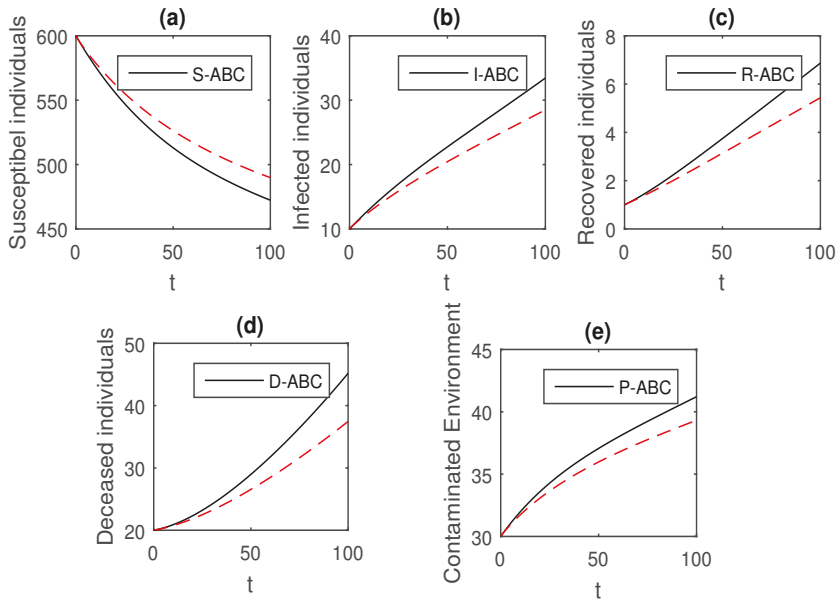 (a)
600
550
500
450
Susceptibel individuals
S-ABC
0
50
100
t
(b)
40
30
20
10
Infected individuals
I-ABC
0
50
100
t
(c)
8
6
4
2
0
Recovered individuals
R-ABC
0
50
100
t
(d)
50
40
30
20
Deceased individuals
D-ABC
0
50
100
t
(e)
45
40
35
30
Contaminated Environment
P-ABC
0
50
100
t